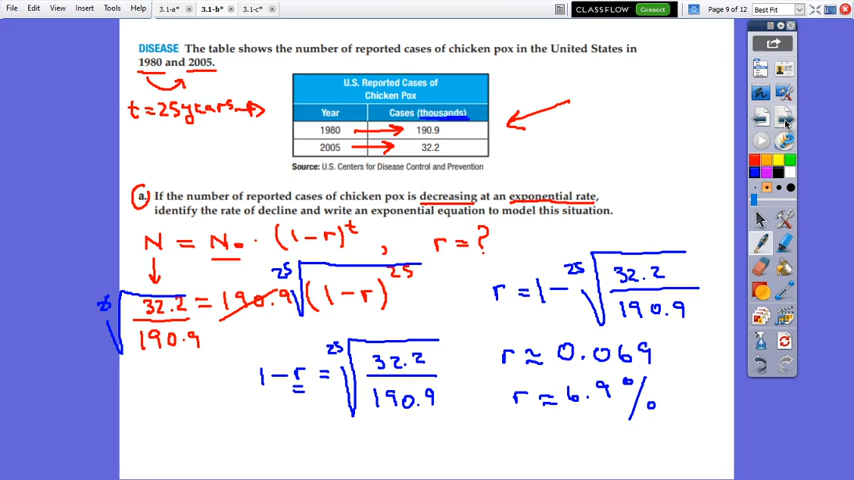 File Edit View Insert Tools Help
3.1-a* 3.1-b* 3.1-c*
CLASSFLOW Connect
Page 9 of 12
Best Fit
DISEASE The table shows the number of reported cases of chicken pox in the United States in
1980 and 2005.
t = 25 years
U.S. Reported Cases of
Chicken Pox
Year Cases (thousands)
1980 190.9
2005 32.2
Source: U.S. Centers for Disease Control and Prevention
a. If the number of reported cases of chicken pox is decreasing at an exponential rate,
identify the rate of decline and write an exponential equation to model this situation.
N = N₀ · (1 − r)^t , r = ?
25√(32.2/190.9) = 190.9 25√(1 − r)^25
1 − r = 25√(32.2/190.9)
r = 1 − 25√(32.2/190.9)
r ≈ 0.069
r ≈ 6.9 %